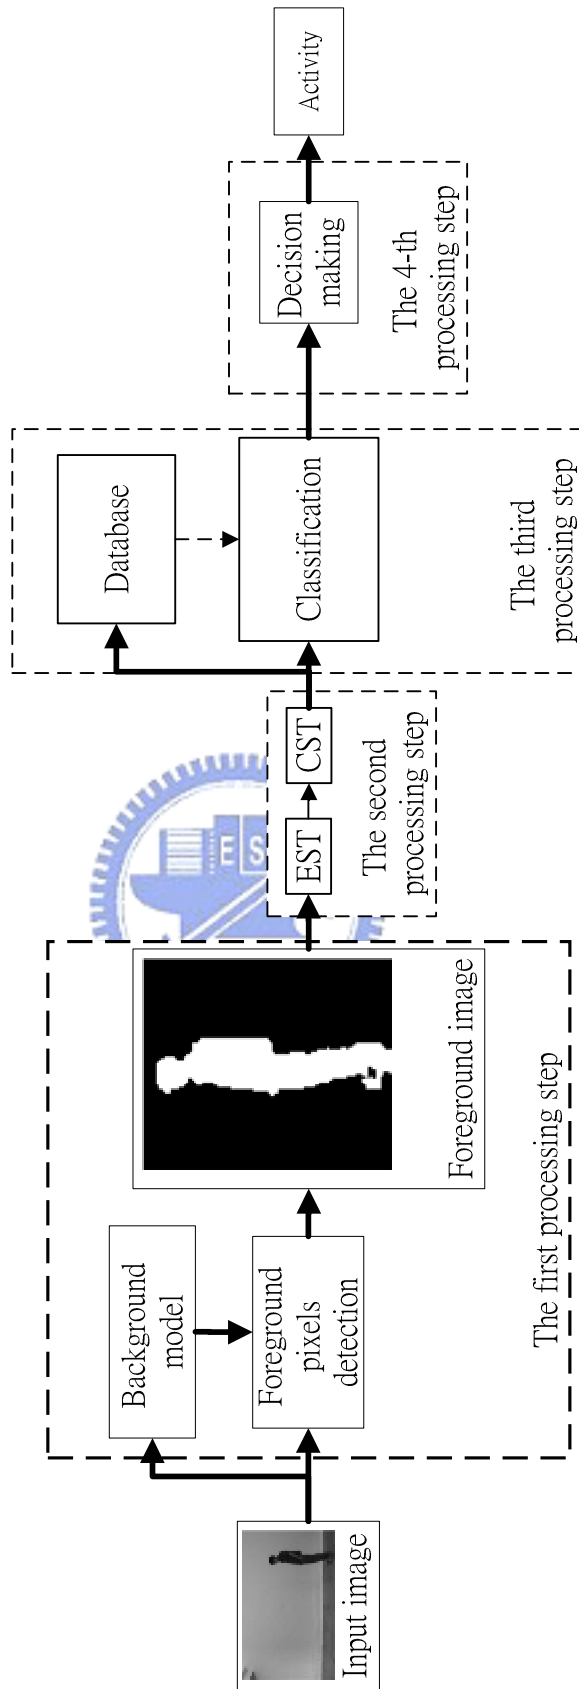 Input image
Background
model
Foreground
pixels
detection
Foreground image
The first processing step
EST
CST
The second
processing step
Database
Classification
The third
processing step
Decision
making
The 4-th
processing step
Activity
E S